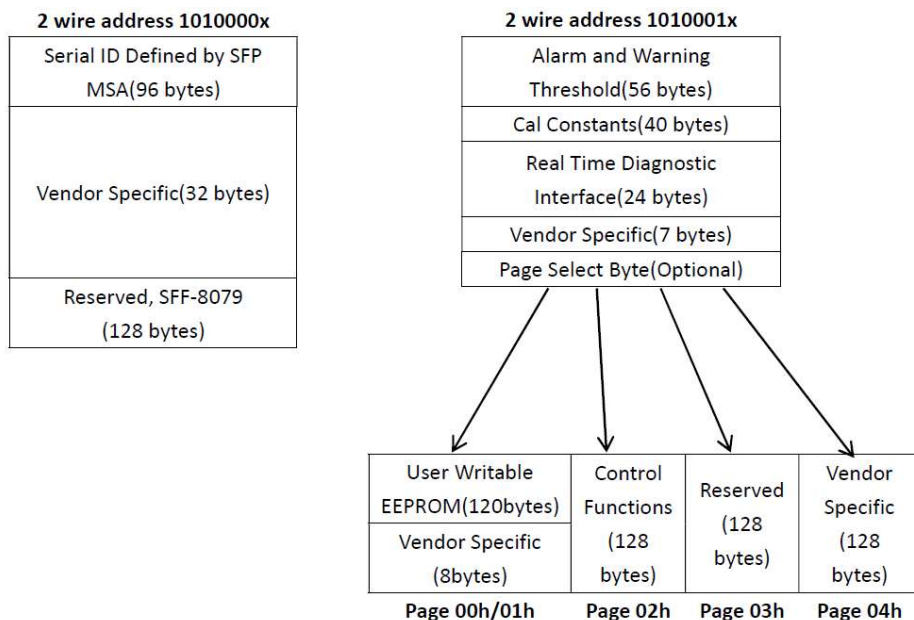 2 wire address 1010000x
Serial ID Defined by SFP
MSA(96 bytes)
Vendor Specific(32 bytes)
Reserved, SFF-8079
(128 bytes)
2 wire address 1010001x
Alarm and Warning
Threshold(56 bytes)
Cal Constants(40 bytes)
Real Time Diagnostic
Interface(24 bytes)
Vendor Specific(7 bytes)
Page Select Byte(Optional)
User Writable
EEPROM(120bytes)
Vendor Specific
(8bytes)
Page 00h/01h
Control
Functions
(128
bytes)
Page 02h
Reserved
(128
bytes)
Page 03h
Vendor
Specific
(128
bytes)
Page 04h